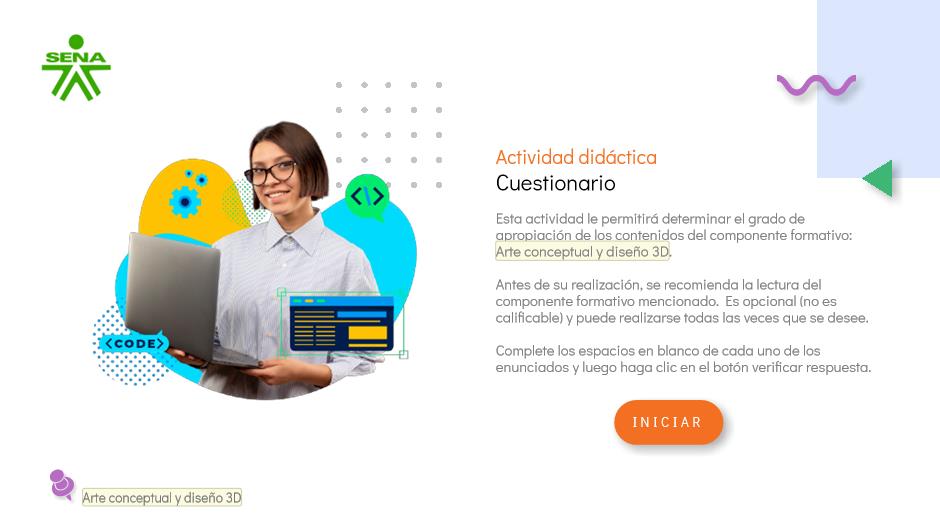 SENA
Actividad didáctica
Cuestionario
Esta actividad le permitirá determinar el grado de
apropiación de los contenidos del componente formativo:
Arte conceptual y diseño 3D.
Antes de su realización, se recomienda la lectura del
componente formativo mencionado. Es opcional (no es
calificable) y puede realizarse todas las veces que se desee.
Complete los espacios en blanco de cada uno de los
enunciados y luego haga clic en el botón verificar respuesta.
INICIAR
<CODE>
Arte conceptual y diseño 3D